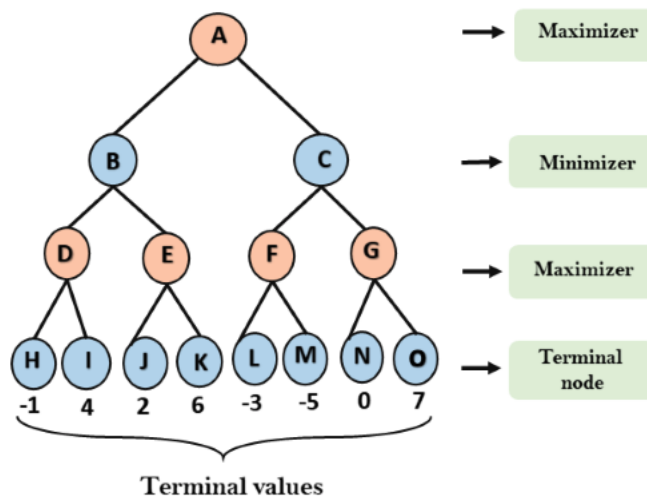 A
Maximizer
B
C
Minimizer
D
E
F
G
Maximizer
H
I
J
K
L
M
N
O
Terminal
node
-1 4 2 6 -3 -5 0 7
Terminal values